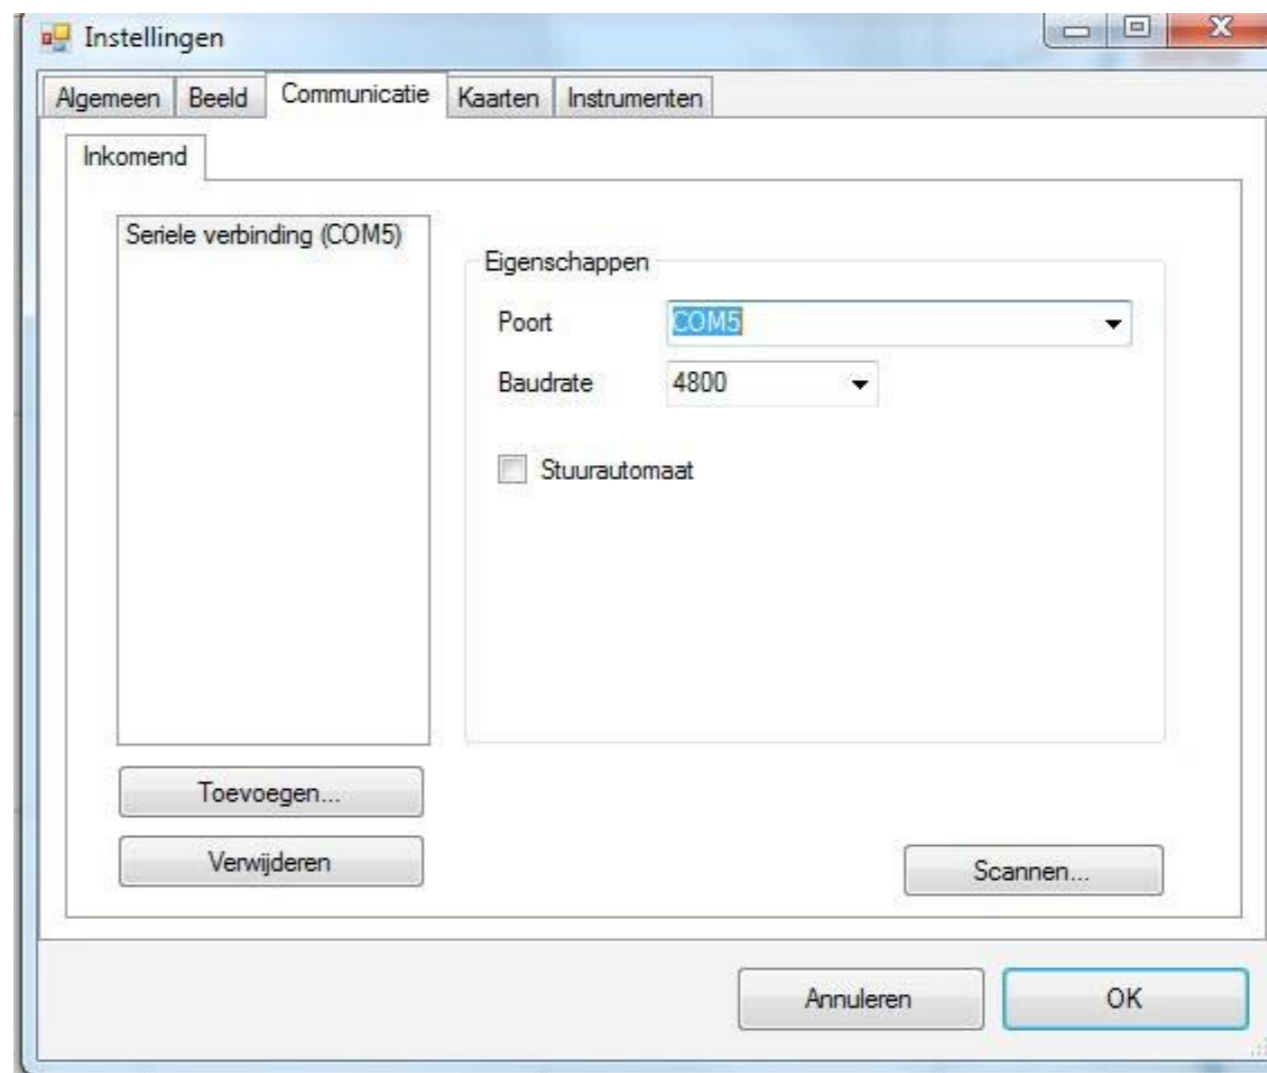 Instellingen
Algemeen Beeld Communicatie Kaarten Instrumenten
Inkomend
Seriele verbinding (COM5)
Eigenschappen
Poort COM5
Baudrate 4800
Stuurautomaat
Toevoegen...
Verwijderen
Scannen...
Annuleren OK